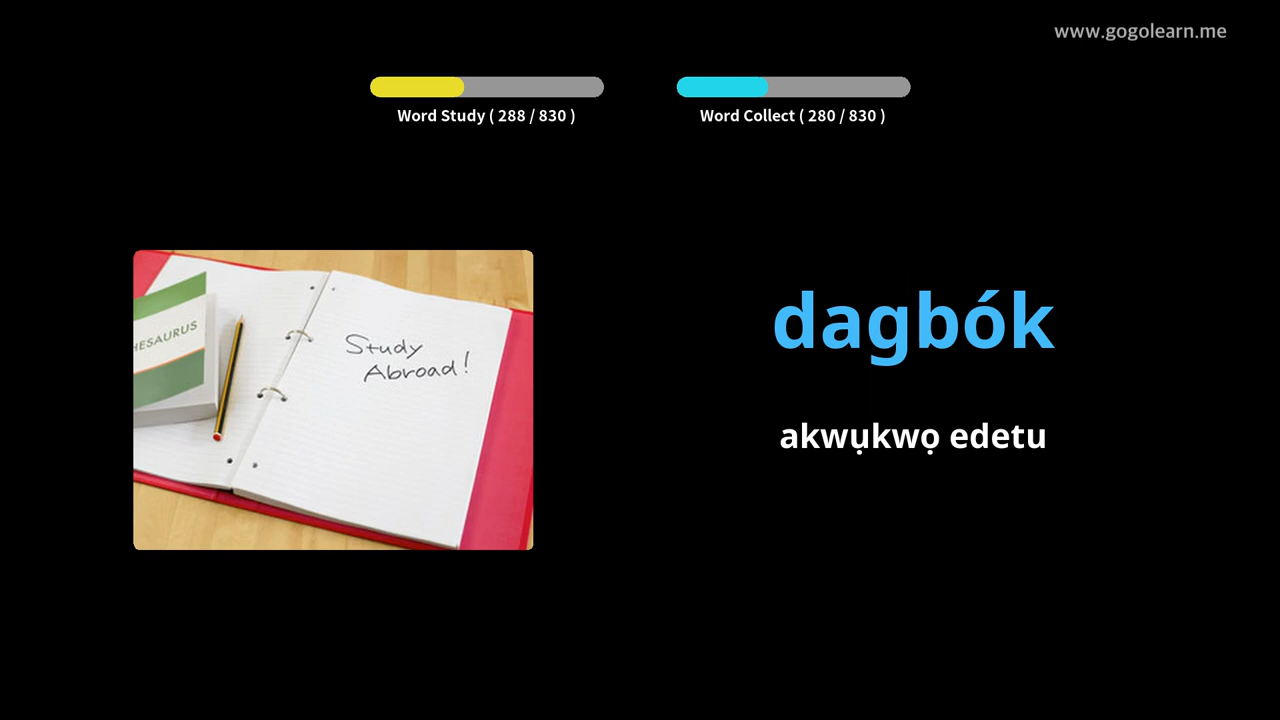 www.gogolearn.me
Word Study ( 288 / 830 )
Word Collect ( 280 / 830 )
HESAURUS
Study
Abroad!
dagbók
akwụkwọ edetu